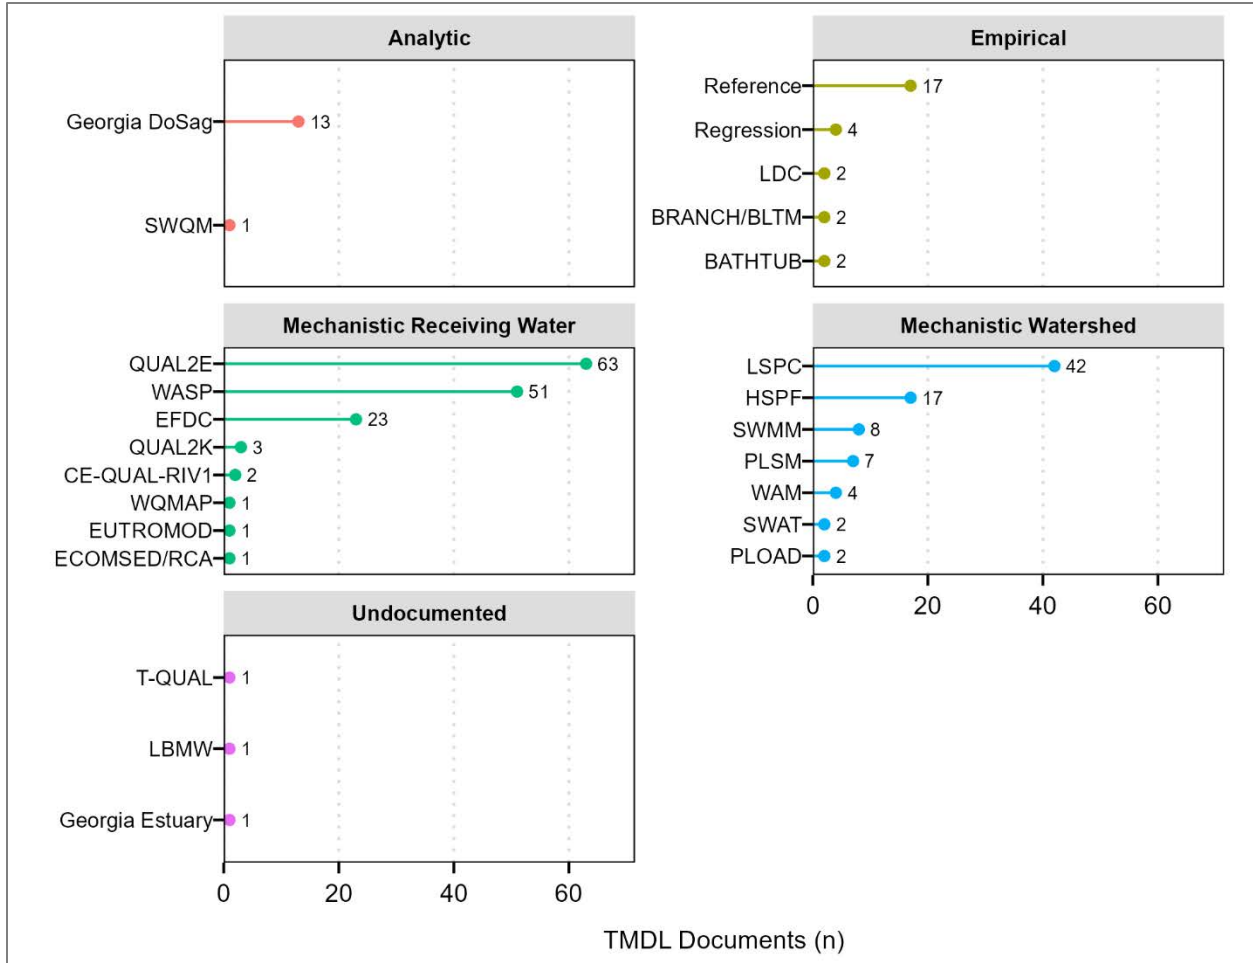 Analytic
Georgia DoSag 13
SWQM 1
Empirical
Reference 17
Regression 4
LDC 2
BRANCH/BLTM 2
BATHTUB 2
Mechanistic Receiving Water
QUAL2E 63
WASP 51
EFDC 23
QUAL2K 3
CE-QUAL-RIV1 2
WQMAP 1
EUTROMOD 1
ECOMSED/RCA 1
Mechanistic Watershed
LSPC 42
HSPF 17
SWMM 8
PLSM 7
WAM 4
SWAT 2
PLOAD 2
0 20 40 60
Undocumented
T-QUAL 1
LBMW 1
Georgia Estuary 1
0 20 40 60
TMDL Documents (n)